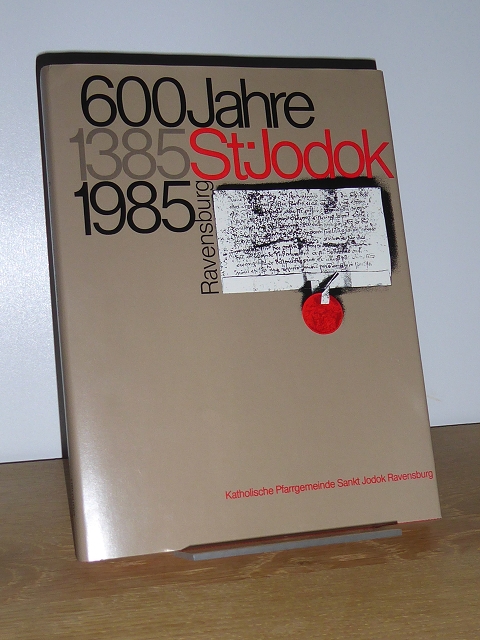 600 Jahre
1385 St. Jodok
1985
Ravensburg
Katholische Pfarrgemeinde Sankt Jodok Ravensburg